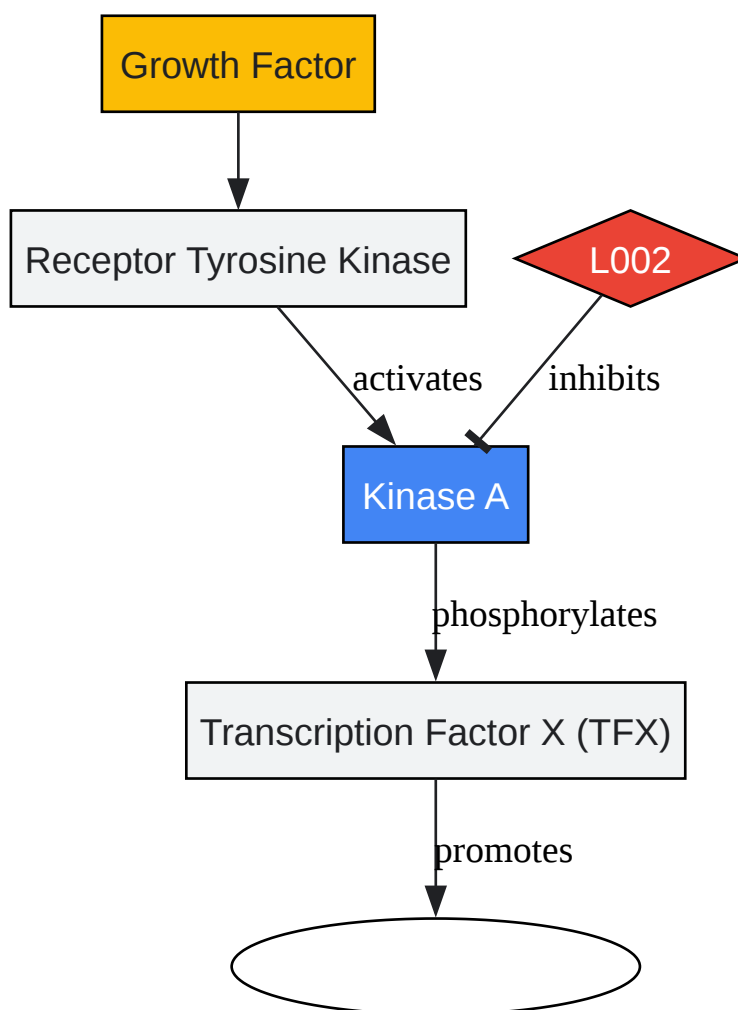 Growth Factor
Receptor Tyrosine Kinase
L002
activates
inhibits
Kinase A
phosphorylates
Transcription Factor X (TFX)
promotes